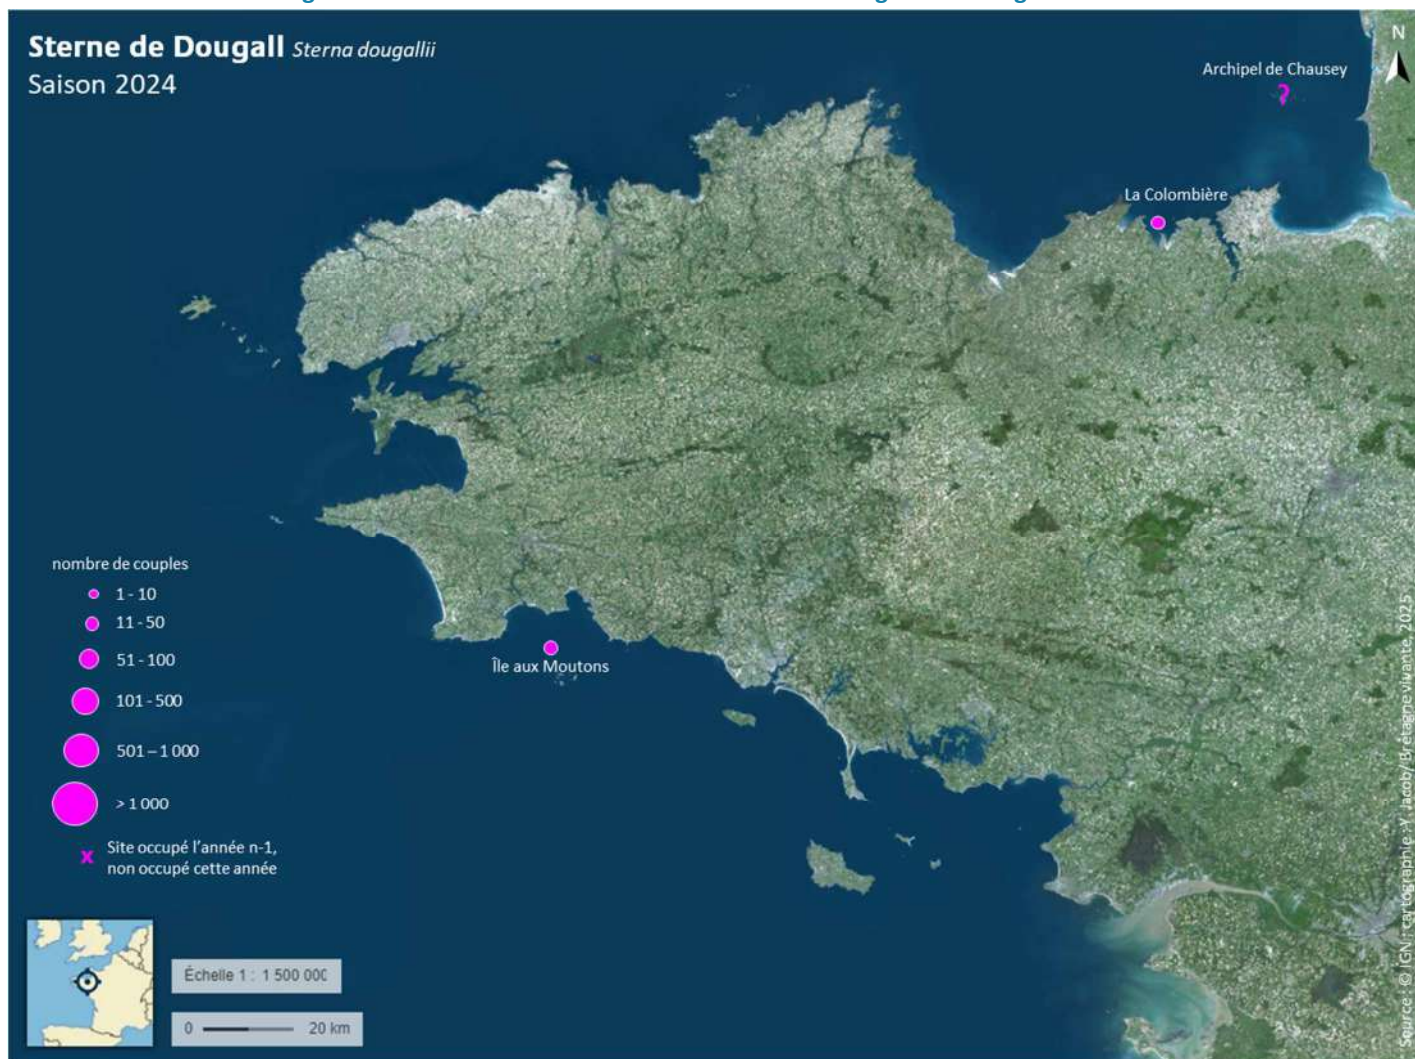 Sterne de Dougall Sterna dougallii
Saison 2024
N
Archipel de Chausey
?
La Colombière
nombre de couples
1 - 10
11 - 50
51 - 100
101 - 500
501 – 1 000
> 1 000
x Site occupé l'année n-1,
non occupé cette année
Île aux Moutons
Échelle 1 : 1 500 000
0 20 km
Source : © IGN ; cartographie : Y. Jacob/ Bretagne vivante, 2025